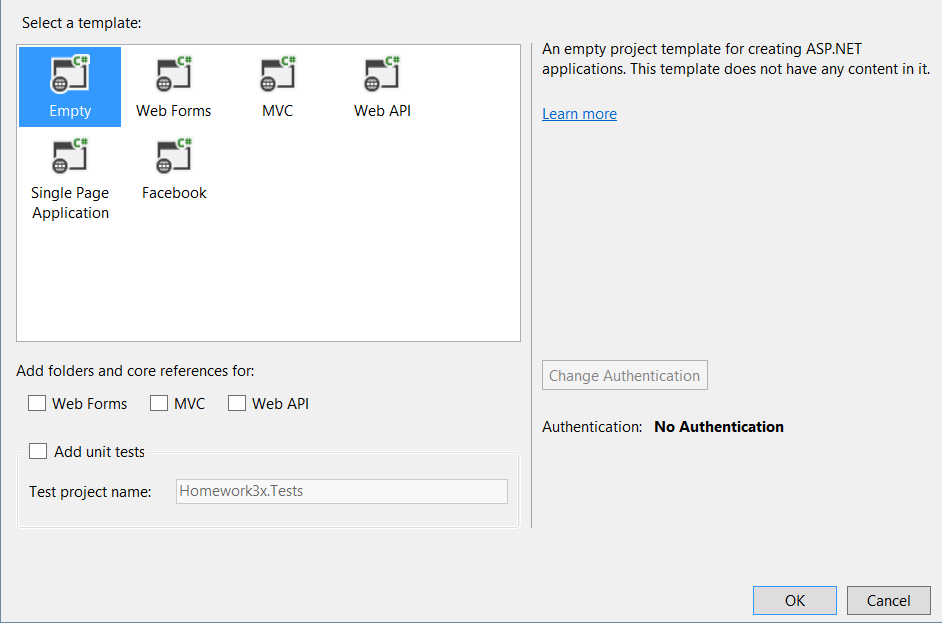 Select a template:
C# C# C# C#
Empty Web Forms MVC Web API
C# C#
Single Page Facebook
Application
An empty project template for creating ASP.NET
applications. This template does not have any content in it.
Learn more
Change Authentication
Authentication: No Authentication
Add folders and core references for:
Web Forms MVC Web API
Add unit tests
Test project name: Homework3x.Tests
OK Cancel